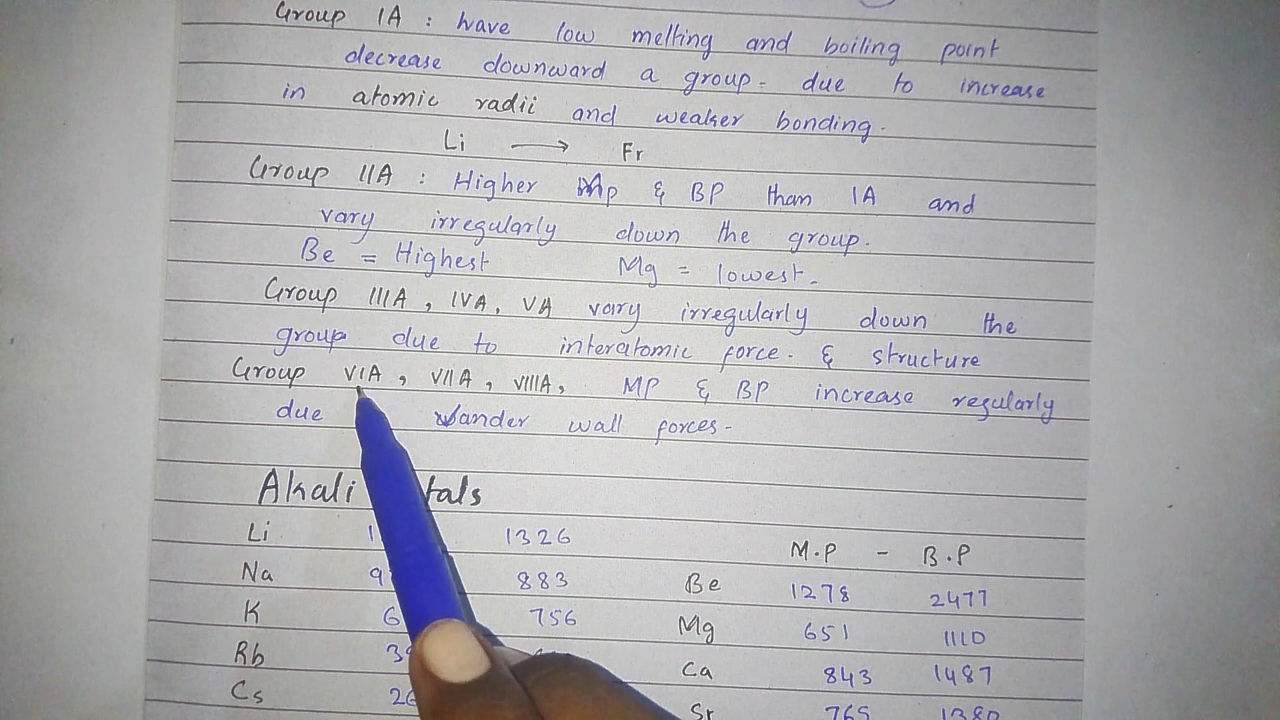 Group IA : have low melting and boiling point
decrease downward a group - due to increase
in atomic radii and weaker bonding.
Li → Fr
Group IIA : Higher Mp & BP than IA and
vary irregularly down the group.
Be = Highest Mg = lowest.
Group IIIA, IVA, VA vary irregularly down the
group due to interatomic force. & structure
Group VIA, VIIA, VIIIA, MP & BP increase regularly
due Vander wall forces-
Akali
Li 1326
Na 883
K 756
Rb
Cs
M.P - B.P
Be 1278 2477
Mg 651 1110
Ca 843 1487
Sr 765 1380